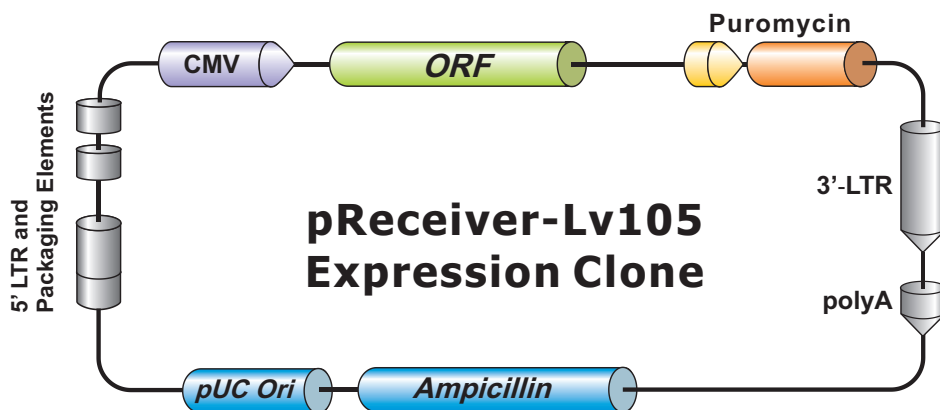 Puromycin
CMV
ORF
5' LTR and
Packaging Elements
3'-LTR
pReceiver-Lv105
Expression Clone
polyA
pUC Ori
Ampicillin